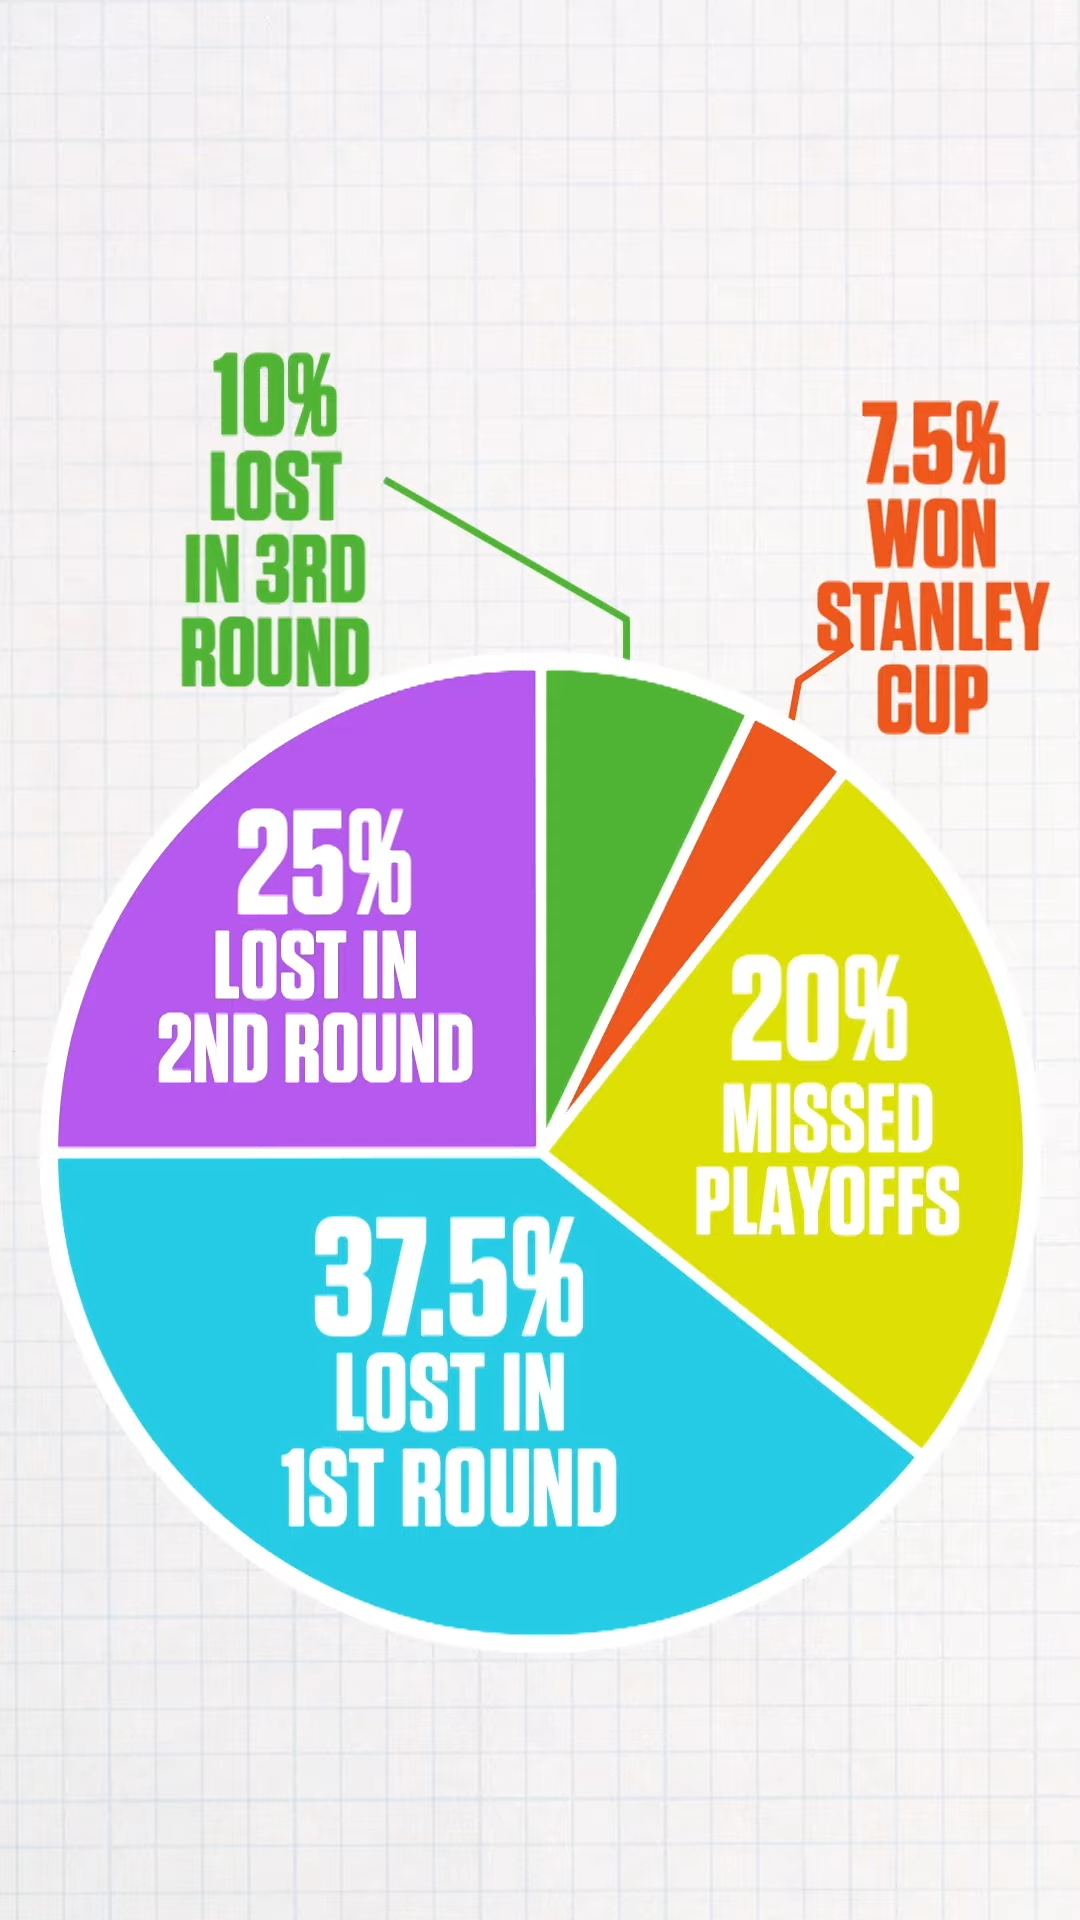 10%
LOST
IN 3RD
ROUND
7.5%
WON
STANLEY
CUP
25%
LOST IN
2ND ROUND
20%
MISSED
PLAYOFFS
37.5%
LOST IN
1ST ROUND